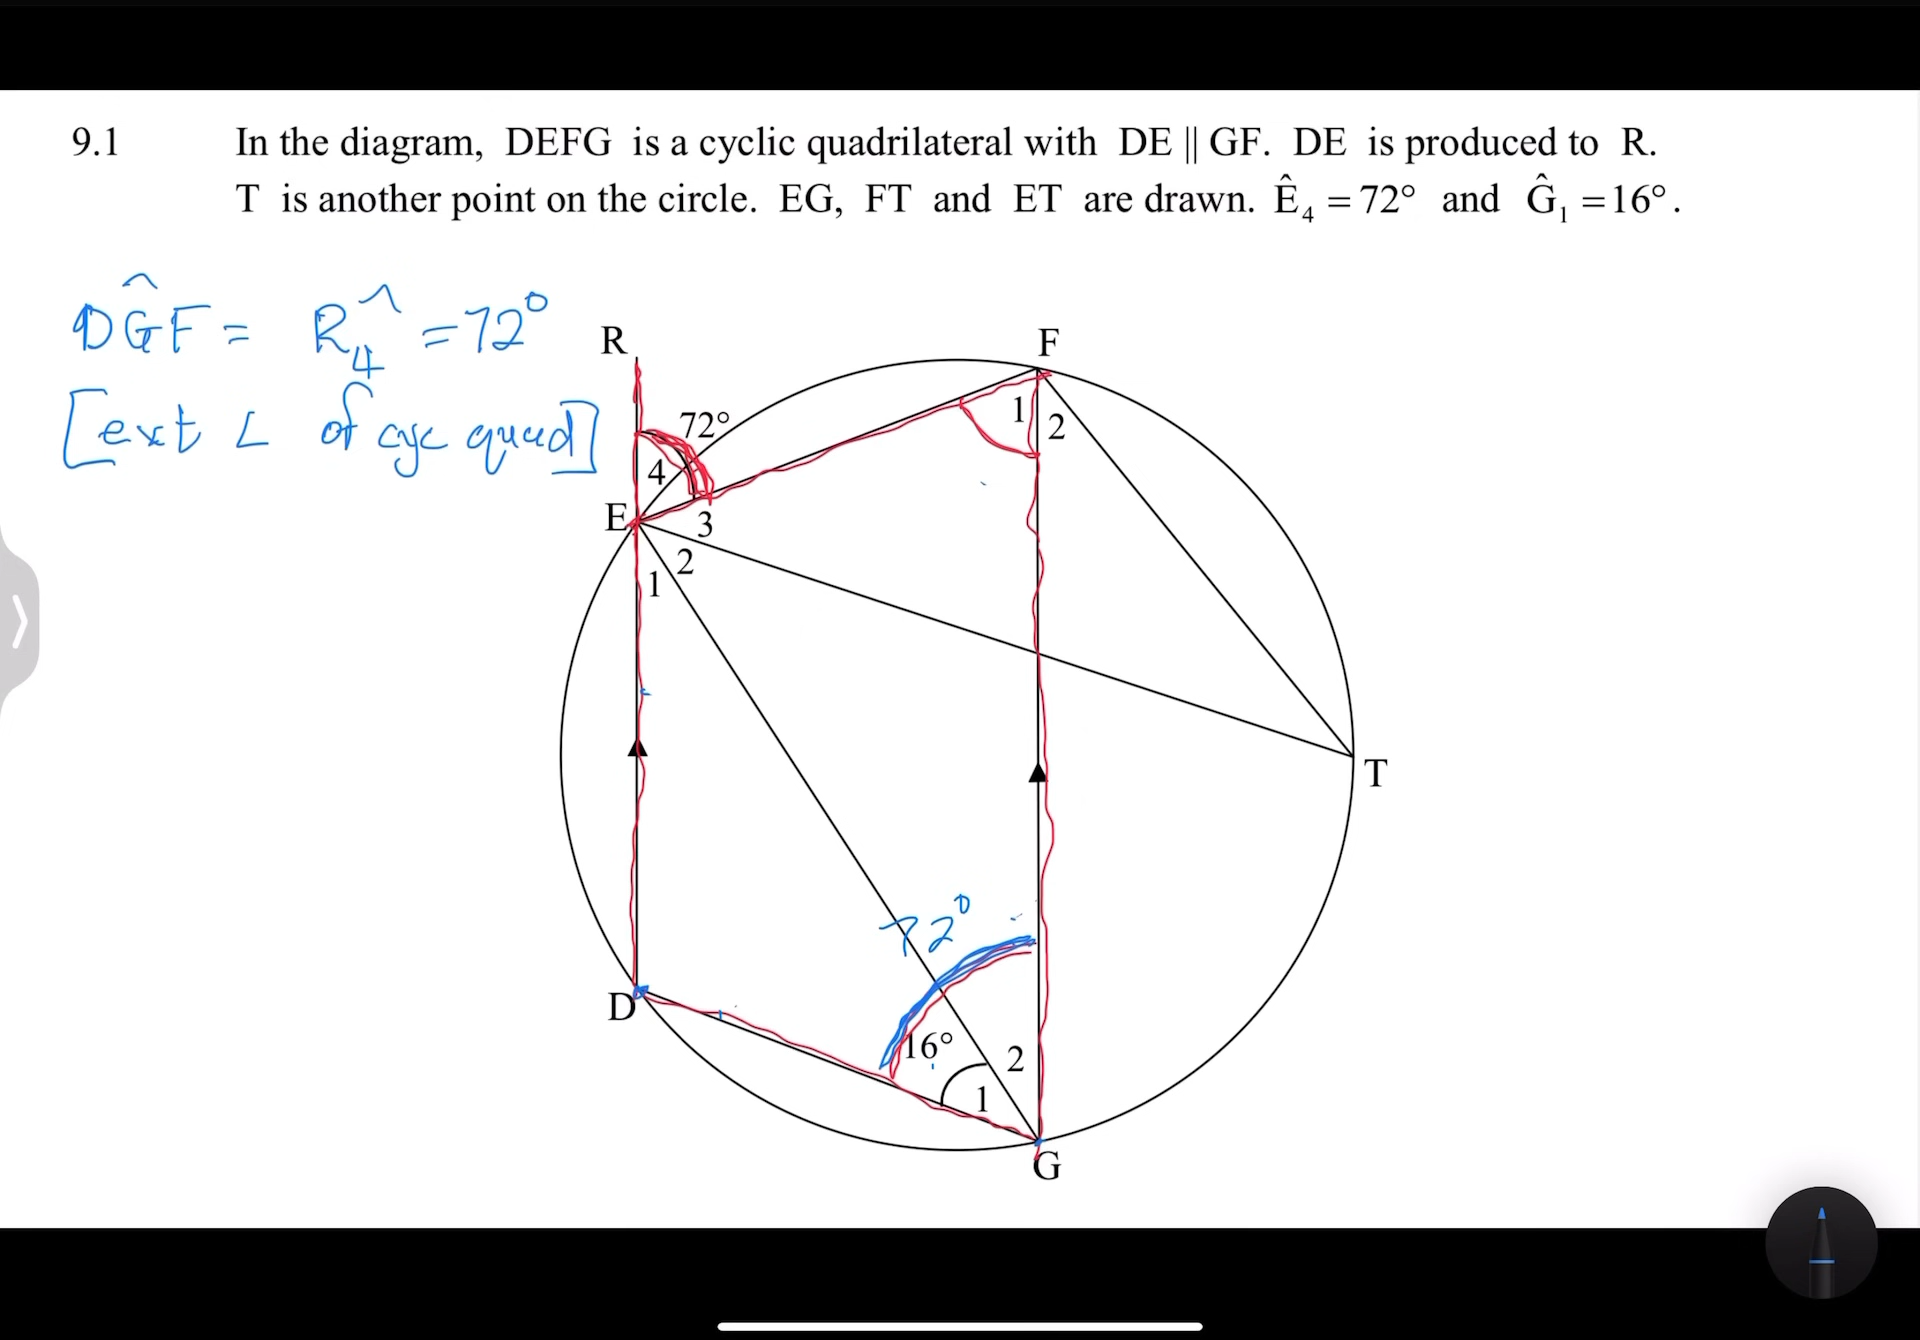 9.1 In the diagram, DEFG is a cyclic quadrilateral with DE || GF. DE is produced to R.
T is another point on the circle. EG, FT and ET are drawn. Ê₄ = 72° and Ĝ₁ = 16°.
DĜF = R̂₄ = 72°
[ext ∠ of cyc quad]
R
F
72°
1
2
4
E
3
2
1
T
72°
D
16°
2
1
G